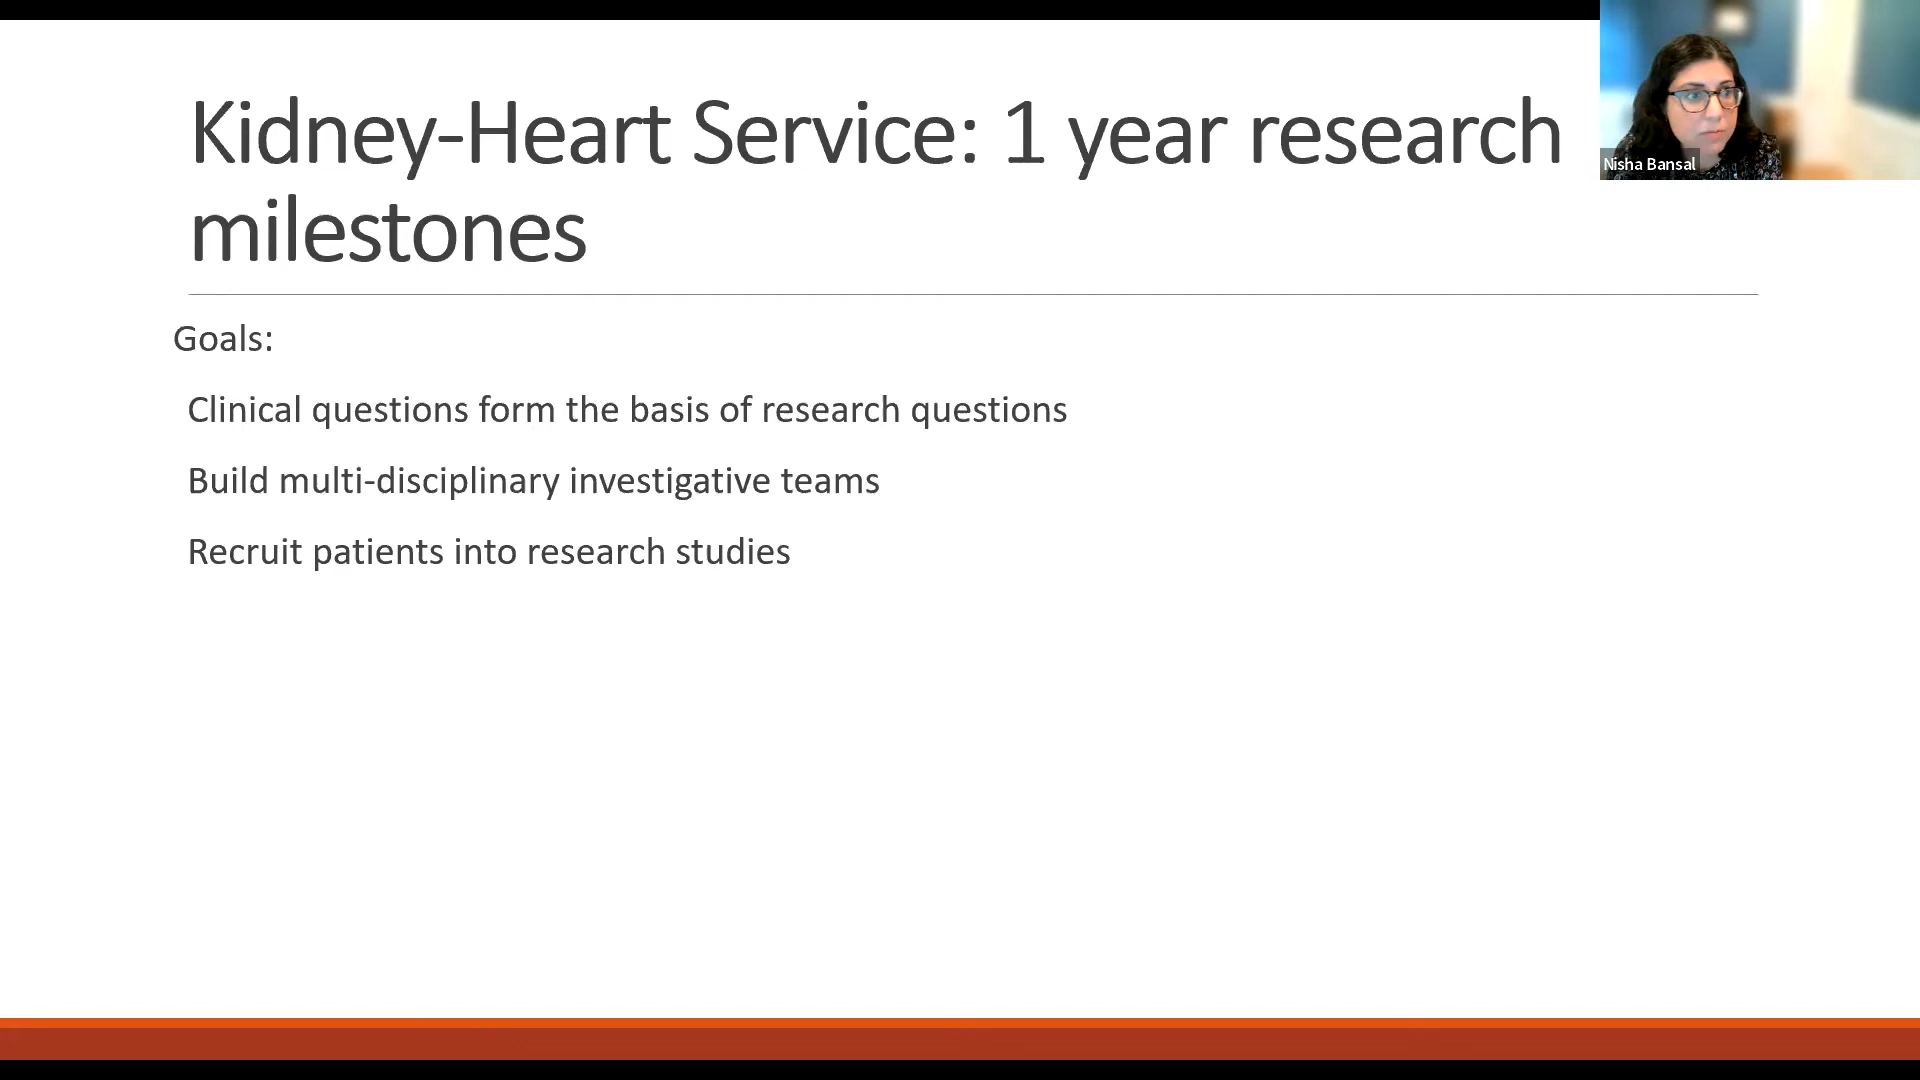 Kidney-Heart Service: 1 year research
milestones
Nisha Bansal
Goals:
Clinical questions form the basis of research questions
Build multi-disciplinary investigative teams
Recruit patients into research studies